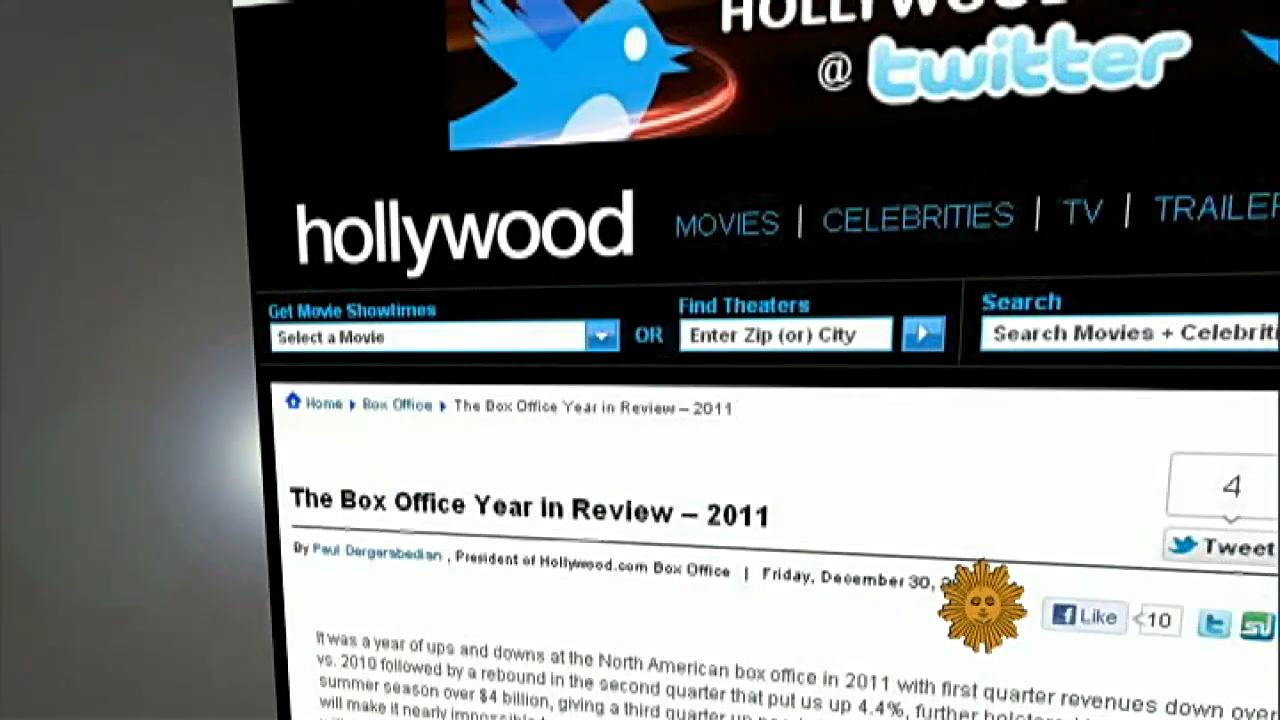 HOLLYWOOD
@ twitter
hollywood MOVIES | CELEBRITIES | TV | TRAILER
Get Movie Showtimes Find Theaters Search
Select a Movie OR Enter Zip (or) City Search Movies + Celebriti
Home Box Office The Box Office Year in Review – 2011
4
The Box Office Year in Review – 2011
Tweet
By Paul Dergarabedian , President of Hollywood.com Box Office | Friday, December 30,
Like 10
It was a year of ups and downs at the North American box office in 2011 with first quarter revenues down over
vs. 2010 followed by a rebound in the second quarter that put us up 4.4%, further
summer season over $4 billion, giving a third quarter up
will make it nearly